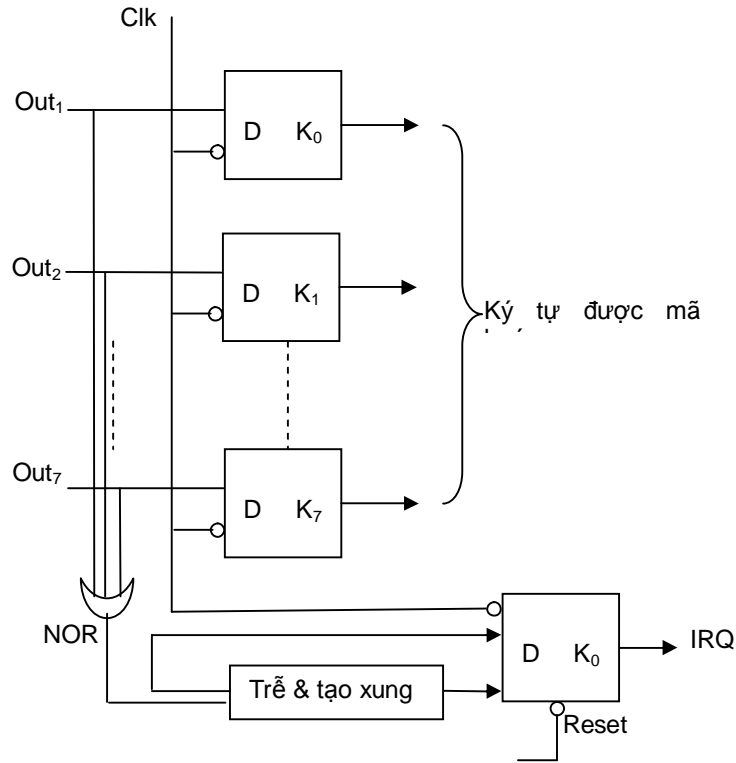 Clk
Out₁
D K₀
Out₂
D K₁
Ký tự được mã
Out₇
D K₇
NOR
D K₀
IRQ
Trễ & tạo xung
Reset